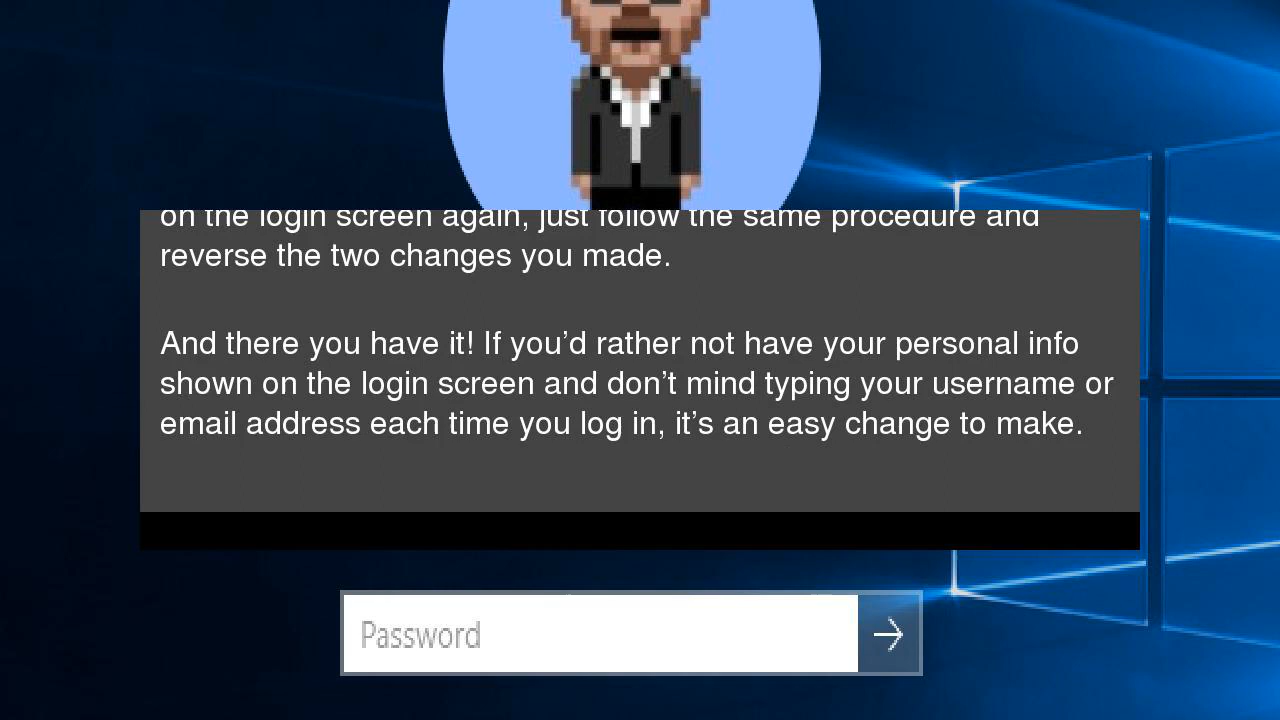 on the login screen again, just follow the same procedure and
reverse the two changes you made.
And there you have it! If you’d rather not have your personal info
shown on the login screen and don’t mind typing your username or
email address each time you log in, it’s an easy change to make.
Password